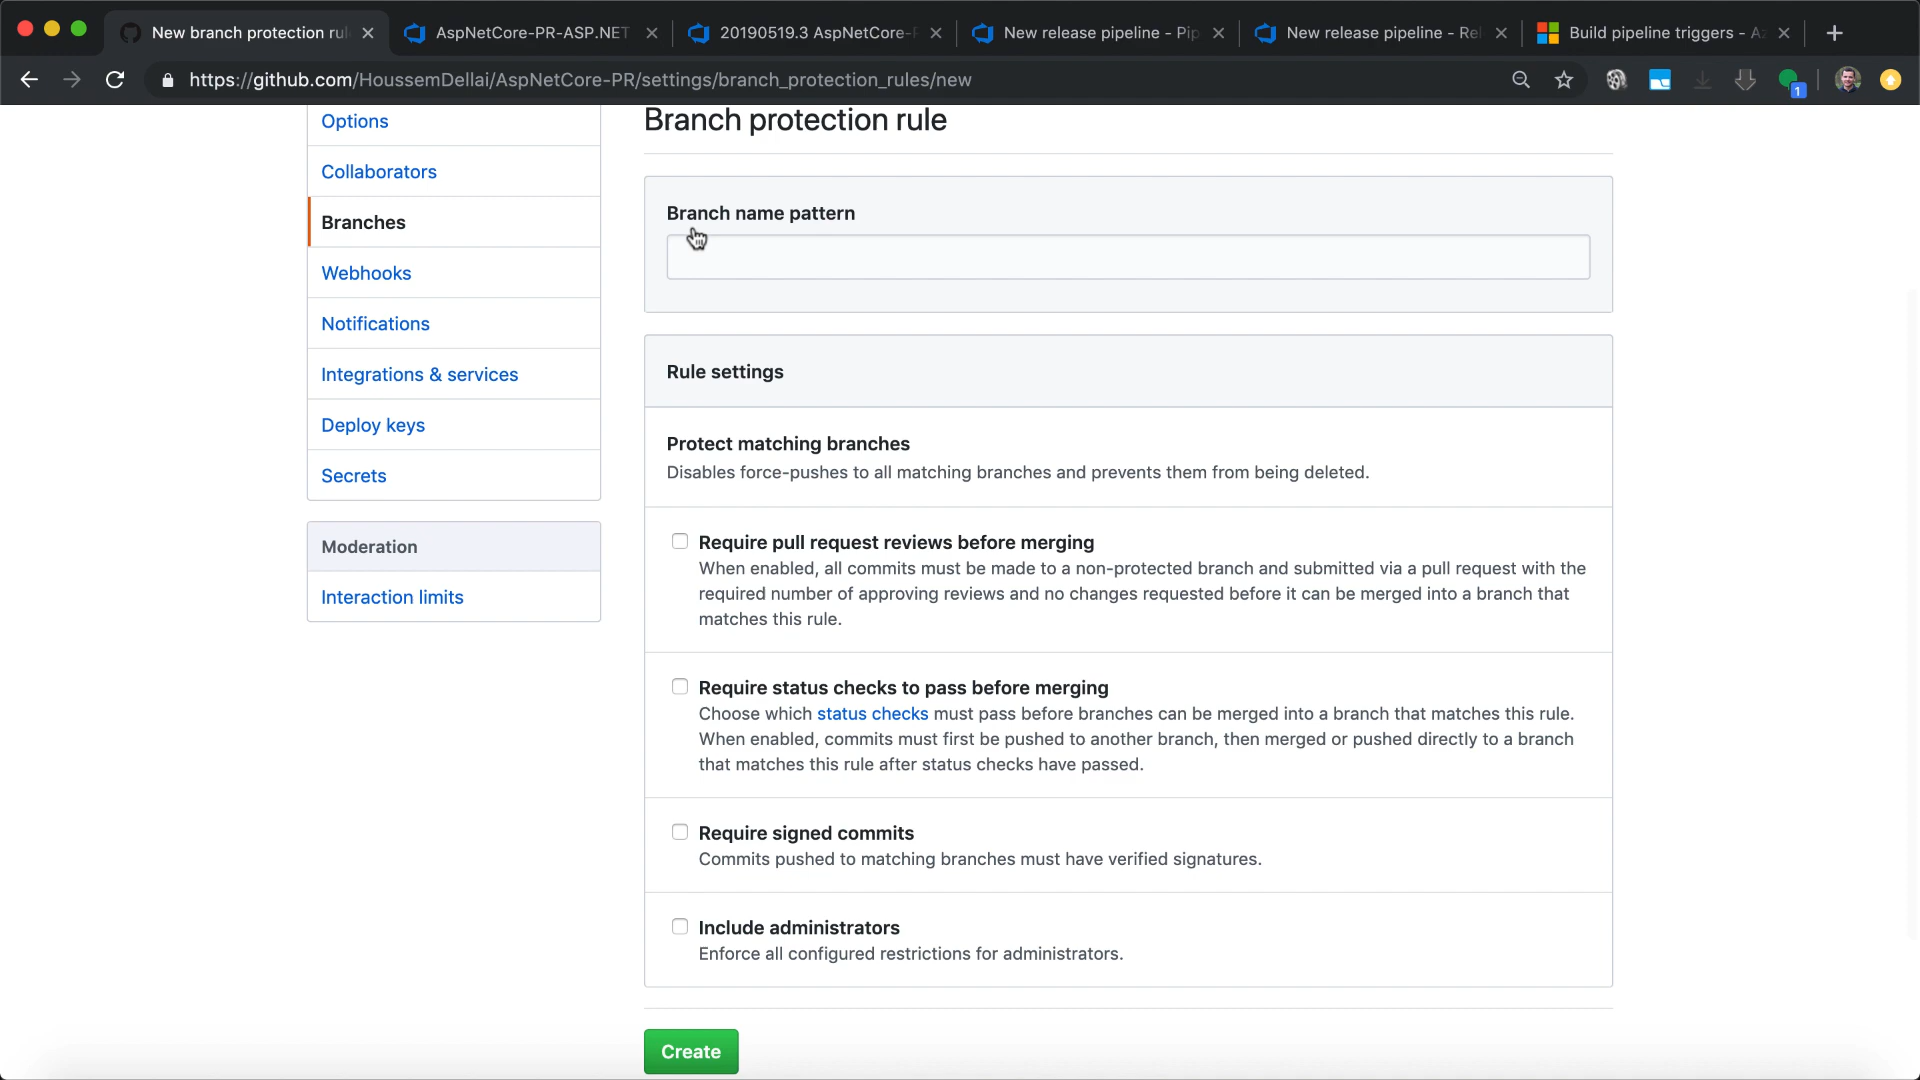 New branch protection rul
AspNetCore-PR-ASP.NET
20190519.3 AspNetCore-P
New release pipeline - Pip
New release pipeline - Rel
Build pipeline triggers - Az
https://github.com/HoussemDellai/AspNetCore-PR/settings/branch_protection_rules/new
1
Options
Collaborators
Branches
Webhooks
Notifications
Integrations & services
Deploy keys
Secrets
Moderation
Interaction limits
Branch protection rule
Branch name pattern
Rule settings
Protect matching branches
Disables force-pushes to all matching branches and prevents them from being deleted.
Require pull request reviews before merging
When enabled, all commits must be made to a non-protected branch and submitted via a pull request with the
required number of approving reviews and no changes requested before it can be merged into a branch that
matches this rule.
Require status checks to pass before merging
Choose which status checks must pass before branches can be merged into a branch that matches this rule.
When enabled, commits must first be pushed to another branch, then merged or pushed directly to a branch
that matches this rule after status checks have passed.
Require signed commits
Commits pushed to matching branches must have verified signatures.
Include administrators
Enforce all configured restrictions for administrators.
Create